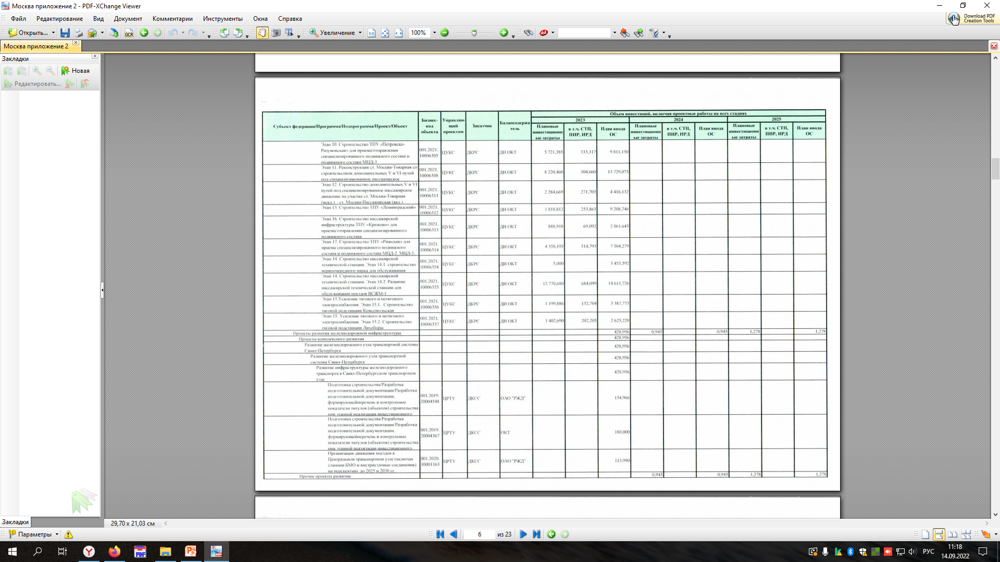 Москва приложение 2 - PDF-XChange Viewer
Файл Редактирование Вид Документ Комментарии Инструменты Окна Справка
Download PDF
Creation Tools
Открыть... OCR Увеличение 100% Ask
Москва приложение 2
Закладки
Новая
Редактировать...
Объем инвестиций, включая проектные работы на всех стадиях
2023 2024 2025
Субъект федерации/Программа/Подпрограмма/Проект/Объект
Бизнес-
код
объекта
Управляю
щий
проектом
Заказчик
Балансодержа
тель
Плановые
инвестиционн
ые затраты
в т.ч. СТП,
ПИР, ИРД
План ввода
ОС
Плановые
инвестиционн
ые затраты
в т.ч. СТП,
ПИР, ИРД
План ввода
ОС
Плановые
инвестиционн
ые затраты
в т.ч. СТП,
ПИР, ИРД
План ввода
ОС
Этап 10. Строительство ТПУ «Петровско-
Разумовская» для приема/отправления
специализированного подвижного состава и
подвижного состава МЦД-3
001.2021.
10006305
ЦУКС ДКРС ДИ ОКТ 5 721,385 333,317 9 811,150
Этап 11. Реконструкция ст. Москва-Товарная со
строительством дополнительных V и VI путей
под специализированное пассажирское
001.2021.
10006308
ЦУКС ДКРС ДИ ОКТ 8 220,460 304,660 13 729,073
Этап 12. Строительство дополнительных V и VI
путей под специализированное пассажирское
движение на участке ст. Москва-Товарная
(искл.) – ст. Москва-Пассажирская (вкл.)
001.2021.
10006311
ЦУКС ДКРС ДИ ОКТ 2 284,669 271,703 4 416,132
Этап 13. Строительство ТПУ «Ленинградский»
001.2021.
10006312
ЦУКС ДКРС ДИ ОКТ 1 818,812 253,863 9 208,746
Этап 16. Строительство пассажирской
инфраструктуры ТПУ «Крюково» для
приема/отправления специализированного
подвижного состава
001.2021.
10006313
ЦУКС ДКРС ДИ ОКТ 888,918 69,092 2 061,643
Этап 17. Строительство ТПУ «Рижская» для
приема специализированного подвижного
состава и подвижного состава МЦД-2, МЦД-3,
001.2021.
10006314
ЦУКС ДКРС ДИ ОКТ 4 358,195 514,793 7 504,279
Этап 14. Строительство пассажирской
технической станции. Этап 14.1. строительство
первоочередного парка для обслуживания
001.2021.
10006354
ЦУКС ДКРС ДИ ОКТ 5,000 3 453,592
Этап 14. Строительство пассажирской
технической станции. Этап 14.2. Развитие
пассажирской технической станции для
обслуживания поездов ВСЖМ-1
001.2021.
10006355
ЦУКС ДКРС ДИ ОКТ 12 770,680 684,099 14 611,726
Этап 15.Усиление тягового и нетягового
электроснабжения. Этап 15.1. Строительство
тяговой подстанции Комсомольская
001.2021.
10006356
ЦУКС ДКРС ДИ ОКТ 1 199,886 132,704 3 387,773
Этап 15. Усиление тягового и нетягового
электроснабжения. Этап 15.2. Строительство
тяговой подстанции Лихоборы
001.2021.
10006357
ЦУКС ДКРС ДИ ОКТ 1 402,690 202,205 2 625,220
Проекты развития железнодорожной инфраструктуры 428,956 0,945 0,945 1,278 1,278
Проекты комплексного развития 428,956
Развитие железнодорожного узла транспортной системы
Санкт-Петербурга
428,956
Развитие железнодорожного узла транспортной
системы Санкт-Петербурга
428,956
Развитие инфраструктуры железнодорожного
транспорта в Санкт-Петербургском транспортном
узле
428,956
Подготовка строительства/Разработка
подготовительной документации/Разработка
подготовительной документации,
формирующейперечень и контрольные
показатели титулов (объектов) строительства
при этапной реализации инвестиционного
001.2019.
20004548
ЦРТУ ДКСС ОАО "РЖД" 134,966
Подготовка строительства/Разработка
подготовительной документации/Разработка
подготовительной документации,
формирующейперечень и контрольные
показатели титулов (объектов) строительства
при этапной реализации инвестиционного
001.2019.
20004367
ЦРТУ ДКСС ОКТ 180,000
Организация движения поездов в
Центральном транспортном узле (включая
станции БМО и внутриузловые соединения)
на перспективу до 2025 и 2030 гг.
001.2020.
10001163
ЦРТУ ДКСС ОАО "РЖД" 113,990
Прочие проекты развития 0,945 0,945 1,278 1,278
Закладки
29,70 x 21,03 см
Параметры
6 из 23
РУС
11:18
14.09.2022